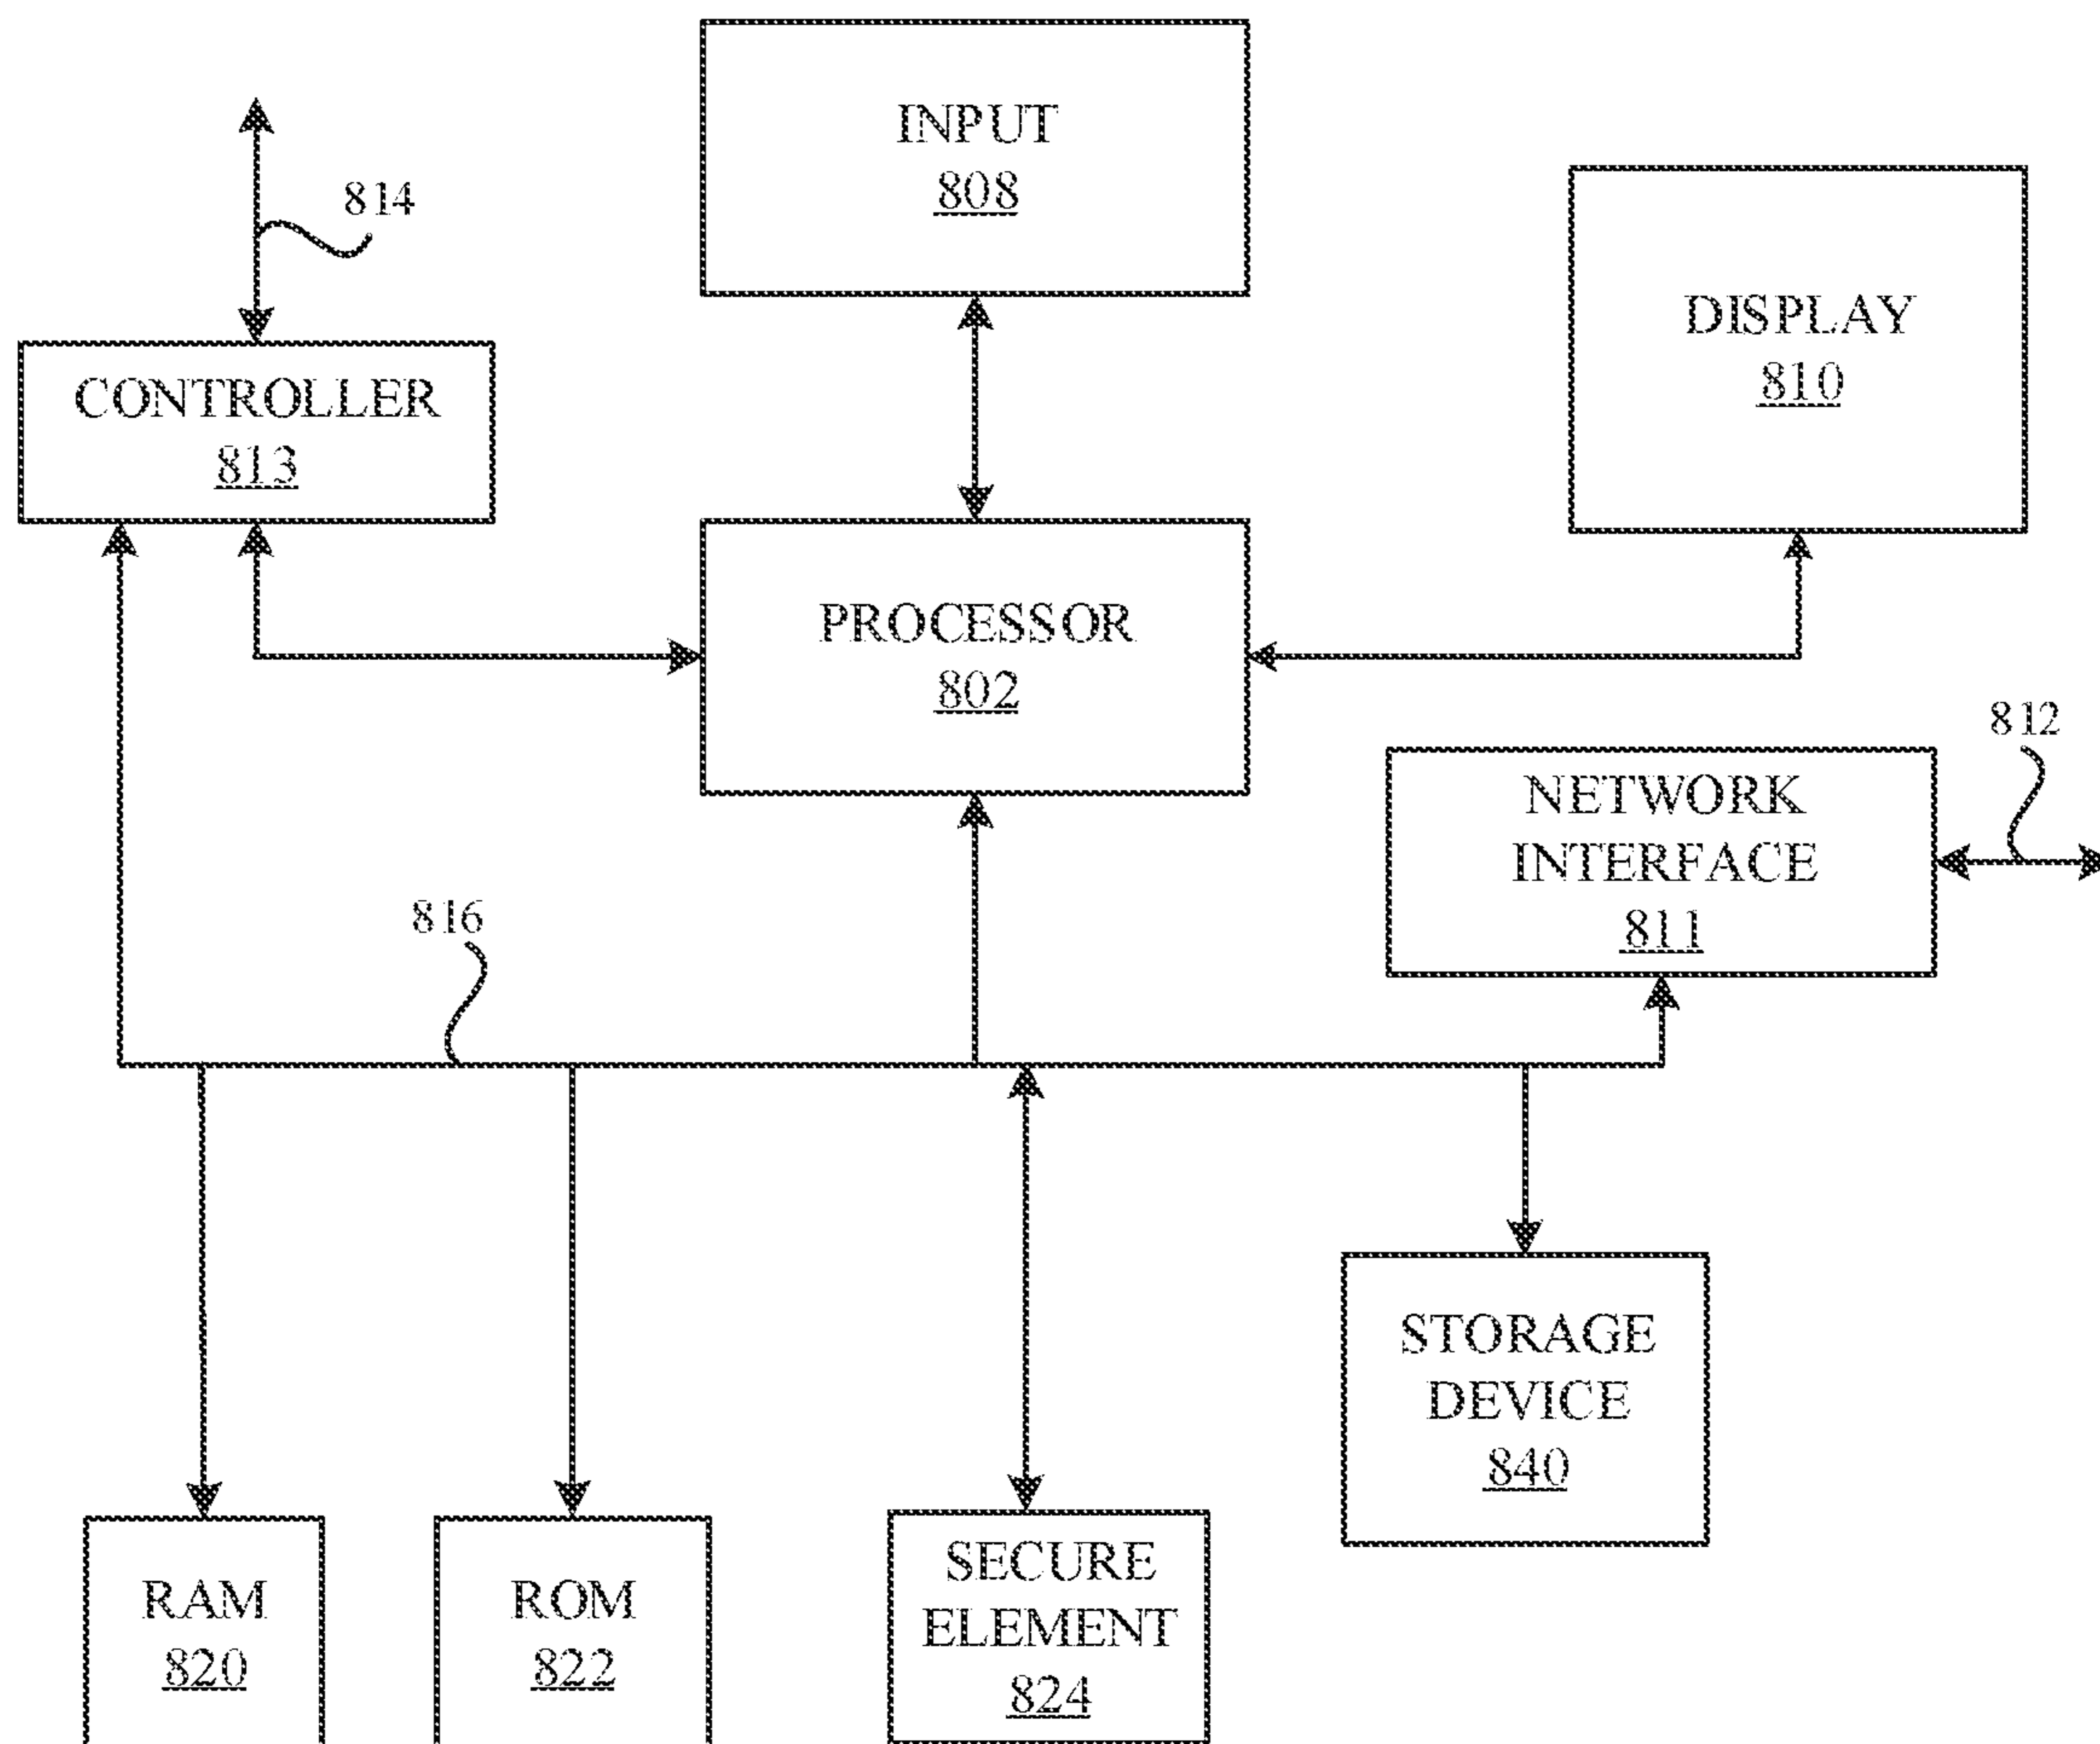 INPUT
808
814
DISPLAY
810
CONTROLLER
813
PROCESSOR
802
812
NETWORK
INTERFACE
811
816
STORAGE
DEVICE
840
RAM
820
ROM
822
SECURE
ELEMENT
824